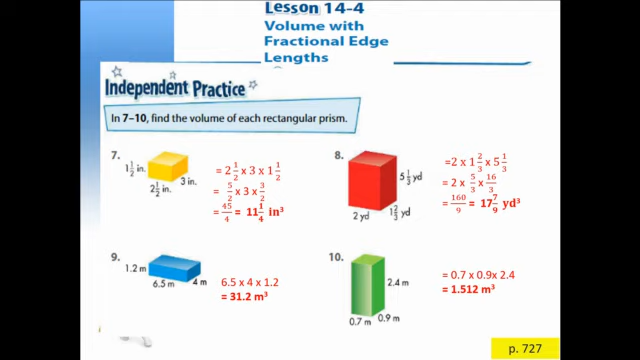 Lesson 14-4
Volume with
Fractional Edge
Lengths
Independent Practice
In 7–10, find the volume of each rectangular prism.
7.
1 1/2 in.
2 1/2 in.
3 in.
= 2 1/2 x 3 x 1 1/2
= 5/2 x 3 x 3/2
= 45/4 = 11 1/4 in³
8.
5 1/3 yd
2 yd
1 2/3 yd
=2 x 1 2/3 x 5 1/3
= 2 x 5/3 x 16/3
= 160/9 = 17 7/9 yd³
9.
1.2 m
6.5 m
4 m
6.5 x 4 x 1.2
= 31.2 m³
10.
2.4 m
0.7 m
0.9 m
= 0.7 x 0.9x 2.4
= 1.512 m³
p. 727